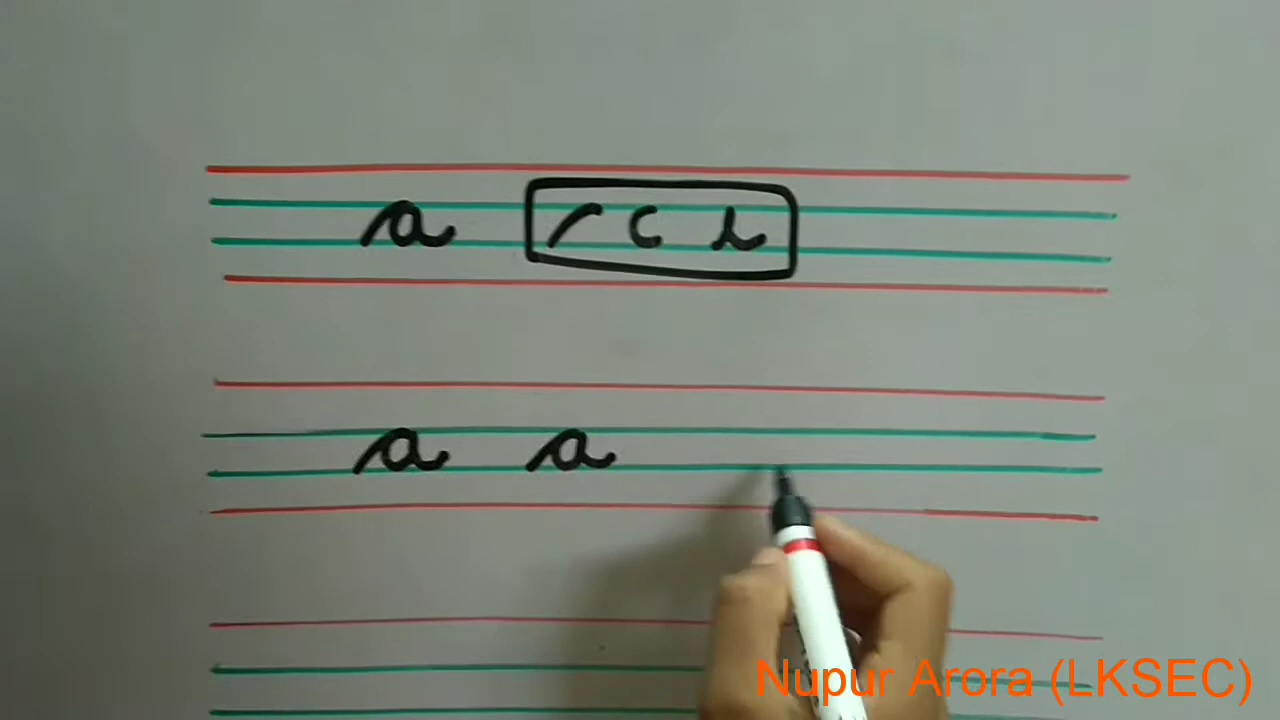 a r c ι
a a
Nupur Arora (LKSEC)